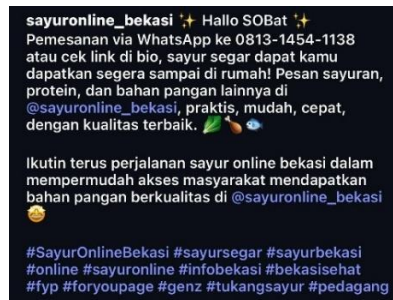 sayuronline_bekasi ✨ Hallo SOBat ✨
Pemesanan via WhatsApp ke 0813-1454-1138
atau cek link di bio, sayur segar dapat kamu
dapatkan segera sampai di rumah! Pesan sayuran,
protein, dan bahan pangan lainnya di
@sayuronline_bekasi, praktis, mudah, cepat,
dengan kualitas terbaik. 🥬🍗🐟
Ikutin terus perjalanan sayur online bekasi dalam
mempermudah akses masyarakat mendapatkan
bahan pangan berkualitas di @sayuronline_bekasi
🤩
#SayurOnlineBekasi #sayursegar #sayurbekasi
#online #sayuronline #infobekasi #bekasisehat
#fyp #foryoupage #genz #tukangsayur #pedagang